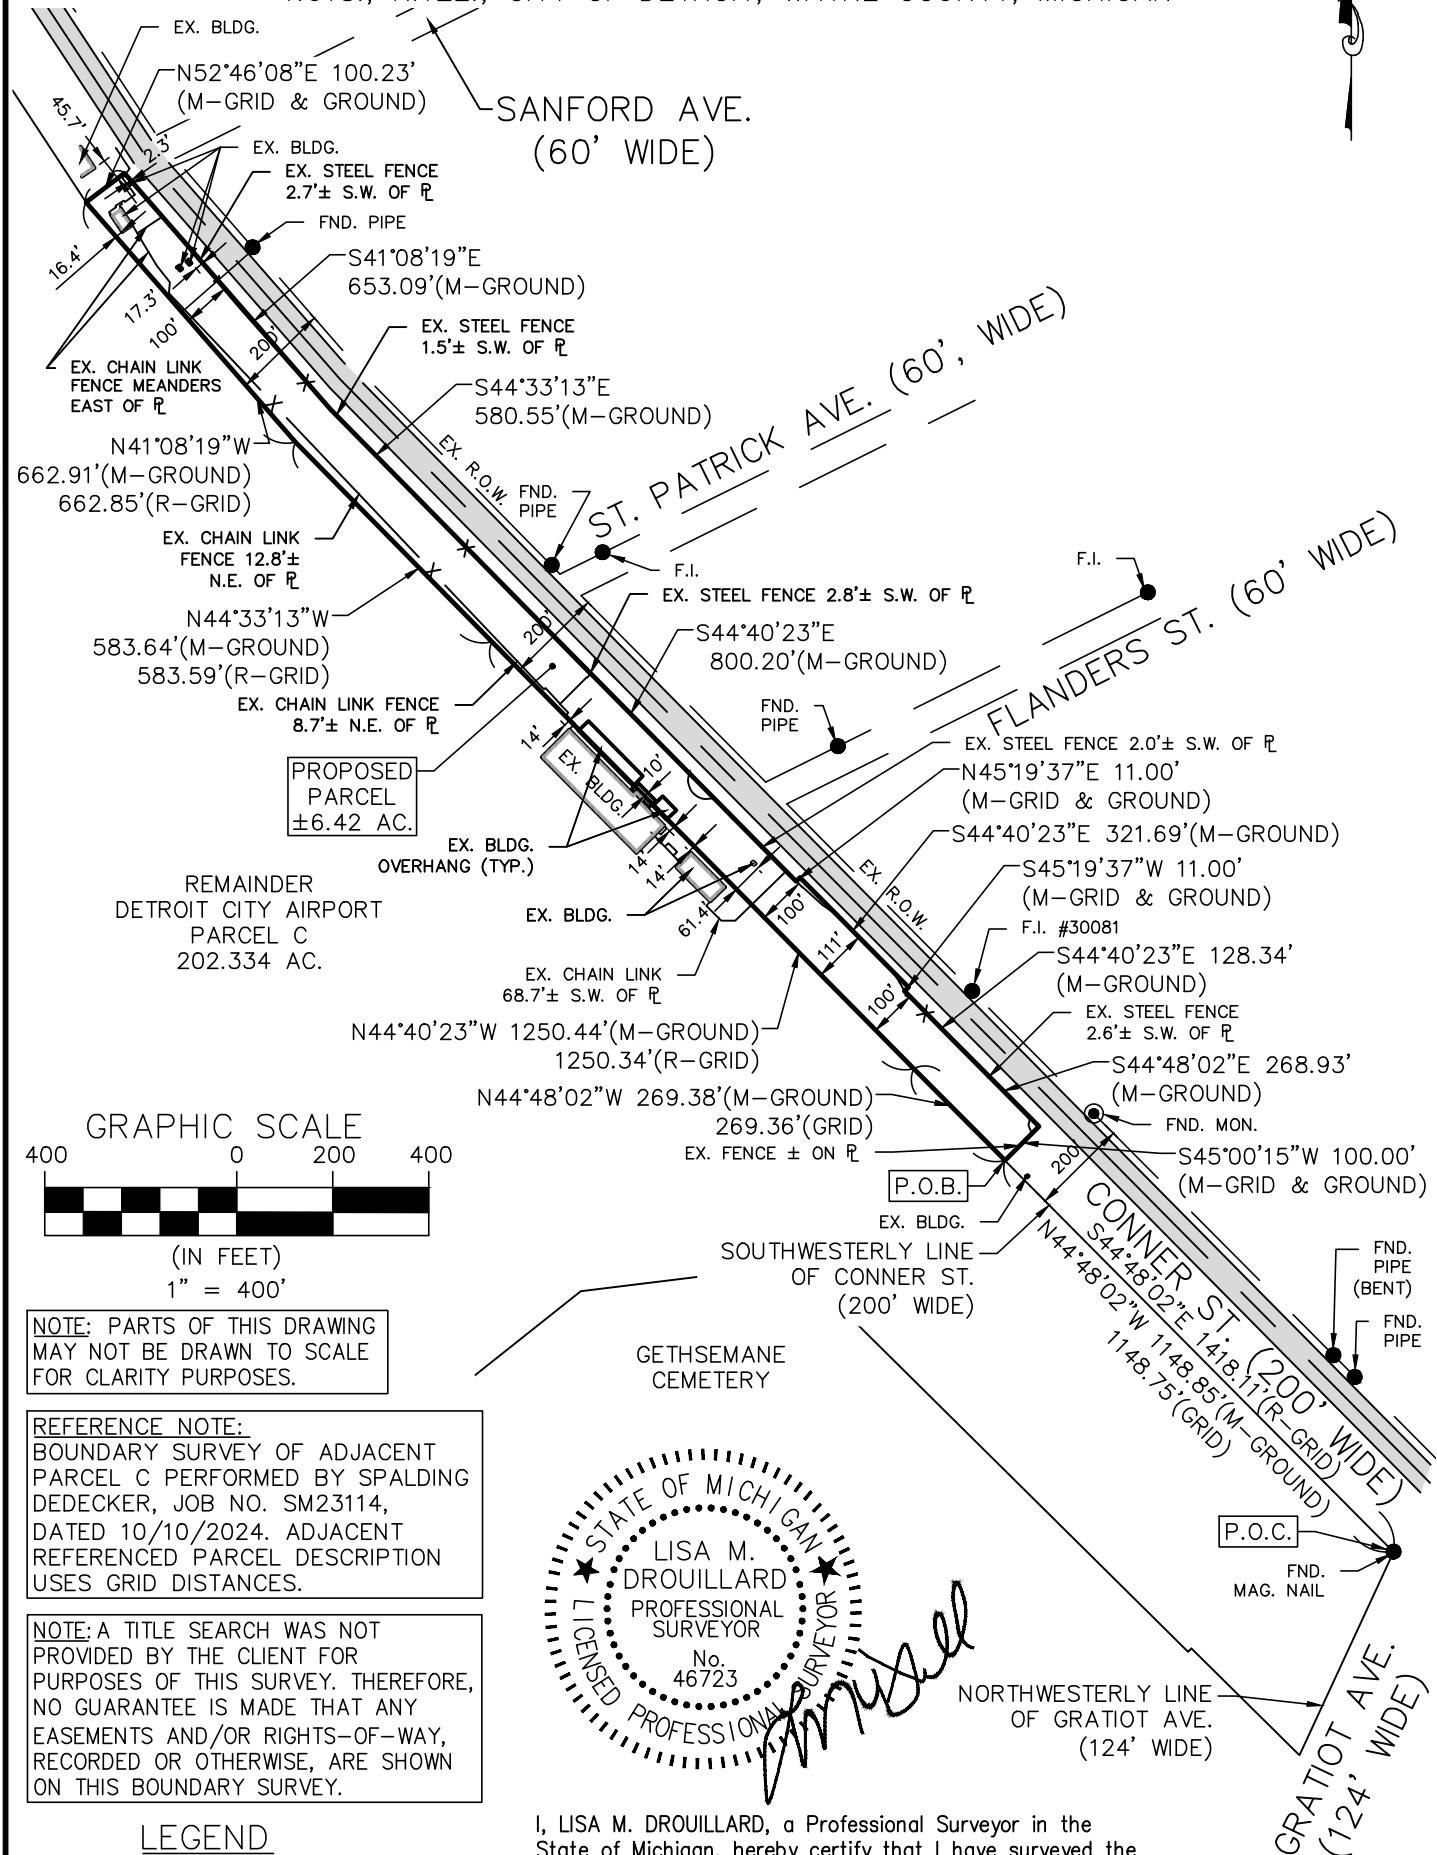 EX. BLDG.
N52°46'08"E 100.23'
(M-GRID & GROUND)
SANFORD AVE.
(60' WIDE)
45.7'
2.3'
EX. BLDG.
EX. STEEL FENCE
2.7'± S.W. OF ℄
FND. PIPE
16.4'
17.3'
100'
200'
S41°08'19"E
653.09'(M-GROUND)
EX. STEEL FENCE
1.5'± S.W. OF ℄
EX. CHAIN LINK
FENCE MEANDERS
EAST OF ℄
S44°33'13"E
580.55'(M-GROUND)
ST. PATRICK AVE. (60', WIDE)
N41°08'19"W
662.91'(M-GROUND)
662.85'(R-GRID)
EX. R.O.W.
FND.
PIPE
F.I.
EX. CHAIN LINK
FENCE 12.8'±
N.E. OF ℄
F.I.
FLANDERS ST. (60' WIDE)
EX. STEEL FENCE 2.8'± S.W. OF ℄
N44°33'13"W
583.64'(M-GROUND)
583.59'(R-GRID)
200'
S44°40'23"E
800.20'(M-GROUND)
EX. CHAIN LINK FENCE
8.7'± N.E. OF ℄
FND.
PIPE
PROPOSED
PARCEL
±6.42 AC.
14'
EX. BLDG.
10'
EX. STEEL FENCE 2.0'± S.W. OF ℄
N45°19'37"E 11.00'
(M-GRID & GROUND)
EX. BLDG.
OVERHANG (TYP.)
14'
14'
S44°40'23"E 321.69'(M-GROUND)
EX. R.O.W.
S45°19'37"W 11.00'
(M-GRID & GROUND)
REMAINDER
DETROIT CITY AIRPORT
PARCEL C
202.334 AC.
EX. BLDG.
61.4'
100'
111'
F.I. #30081
S44°40'23"E 128.34'
(M-GROUND)
EX. CHAIN LINK
68.7'± S.W. OF ℄
100'
EX. STEEL FENCE
2.6'± S.W. OF ℄
N44°40'23"W 1250.44'(M-GROUND)
1250.34'(R-GRID)
S44°48'02"E 268.93'
(M-GROUND)
N44°48'02"W 269.38'(M-GROUND)
269.36'(GRID)
FND. MON.
EX. FENCE ± ON ℄
S45°00'15"W 100.00'
(M-GRID & GROUND)
200'
P.O.B.
EX. BLDG.
GRAPHIC SCALE
400 0 200 400
(IN FEET)
1" = 400'
SOUTHWESTERLY LINE
OF CONNER ST.
(200' WIDE)
CONNER ST. (200' WIDE)
S44°48'02"E 1418.11'(R-GRID)
N44°48'02"W 1148.85'(M-GROUND)
1148.75'(GRID)
FND.
PIPE
(BENT)
FND.
PIPE
NOTE: PARTS OF THIS DRAWING
MAY NOT BE DRAWN TO SCALE
FOR CLARITY PURPOSES.
GETHSEMANE
CEMETERY
REFERENCE NOTE:
BOUNDARY SURVEY OF ADJACENT
PARCEL C PERFORMED BY SPALDING
DEDECKER, JOB NO. SM23114,
DATED 10/10/2024. ADJACENT
REFERENCED PARCEL DESCRIPTION
USES GRID DISTANCES.
P.O.C.
FND.
MAG. NAIL
STATE OF MICHIGAN
LISA M.
DROUILLARD
PROFESSIONAL
SURVEYOR
No.
46723
LICENSED PROFESSIONAL SURVEYOR
NOTE: A TITLE SEARCH WAS NOT
PROVIDED BY THE CLIENT FOR
PURPOSES OF THIS SURVEY. THEREFORE,
NO GUARANTEE IS MADE THAT ANY
EASEMENTS AND/OR RIGHTS-OF-WAY,
RECORDED OR OTHERWISE, ARE SHOWN
ON THIS BOUNDARY SURVEY.
NORTHWESTERLY LINE
OF GRATIOT AVE.
(124' WIDE)
GRATIOT AVE.
(124' WIDE)
LEGEND
I, LISA M. DROUILLARD, a Professional Surveyor in the
State of Michigan, hereby certify that I have surveyed the